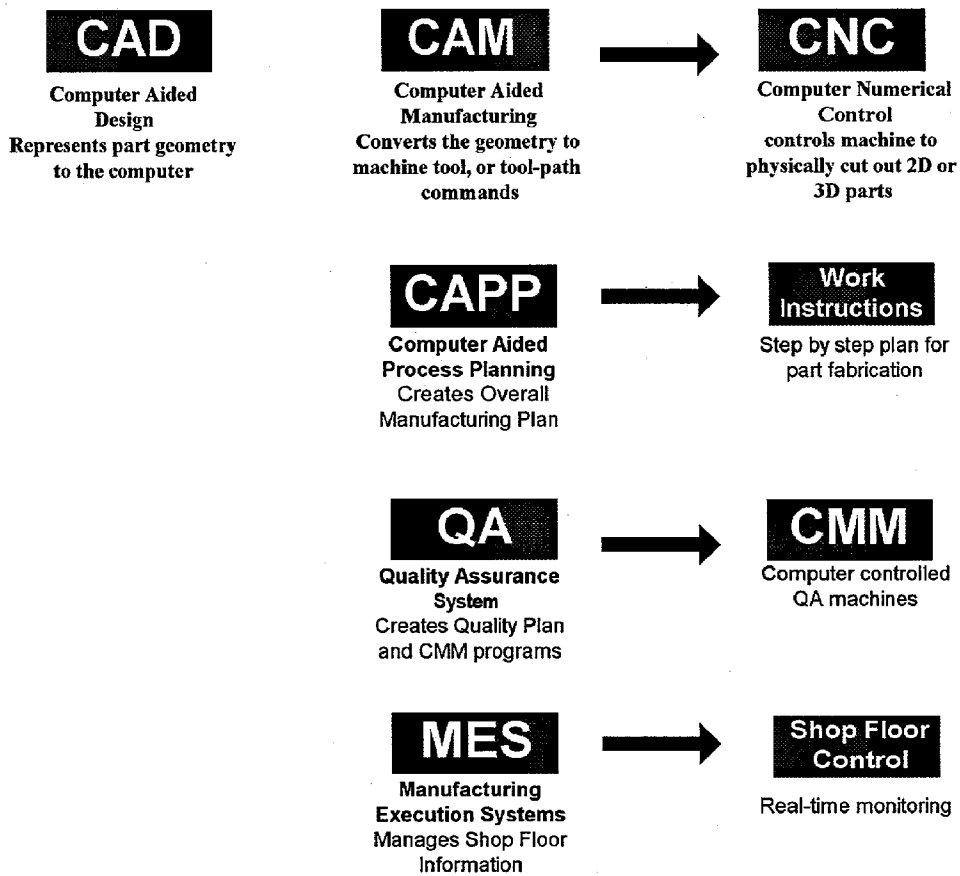 CAD
Computer Aided
Design
Represents part geometry
to the computer
CAM
Computer Aided
Manufacturing
Converts the geometry to
machine tool, or tool-path
commands
CNC
Computer Numerical
Control
controls machine to
physically cut out 2D or
3D parts
CAPP
Computer Aided
Process Planning
Creates Overall
Manufacturing Plan
Work
Instructions
Step by step plan for
part fabrication
QA
Quality Assurance
System
Creates Quality Plan
and CMM programs
CMM
Computer controlled
QA machines
MES
Manufacturing
Execution Systems
Manages Shop Floor
Information
Shop Floor
Control
Real-time monitoring